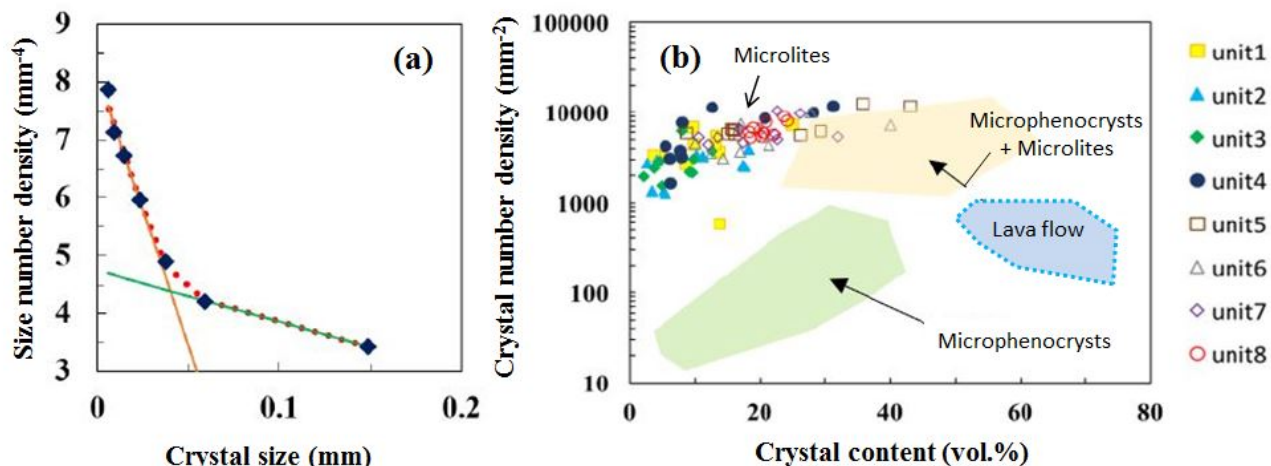 (a)
Size number density (mm⁻⁴)
9
8
7
6
5
4
3
0
0.1
0.2
Crystal size (mm)
(b)
Crystal number density (mm⁻²)
100000
10000
1000
100
10
0
20
40
60
80
Crystal content (vol.%)
Microlites
Microphenocrysts
+ Microlites
Lava flow
Microphenocrysts
unit1
unit2
unit3
unit4
unit5
unit6
unit7
unit8